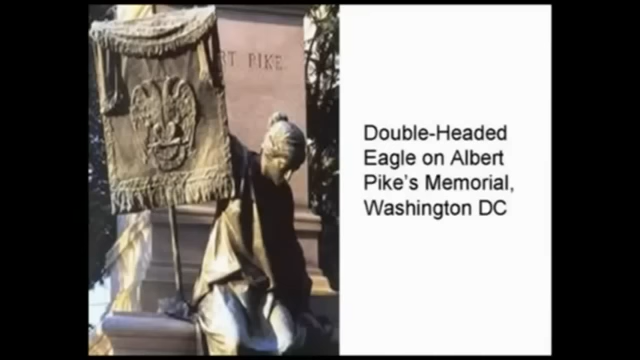 RT PIKE
Double-Headed
Eagle on Albert
Pike's Memorial,
Washington DC